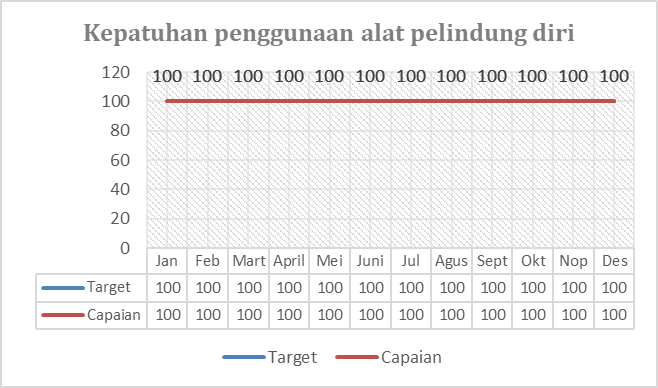 Kepatuhan penggunaan alat pelindung diri
120
100 100 100 100 100 100 100 100 100 100 100 100
100
80
60
40
20
0
Jan Feb Mart April Mei Juni Jul Agus Sept Okt Nop Des
Target 100 100 100 100 100 100 100 100 100 100 100 100
Capaian 100 100 100 100 100 100 100 100 100 100 100 100
Target Capaian